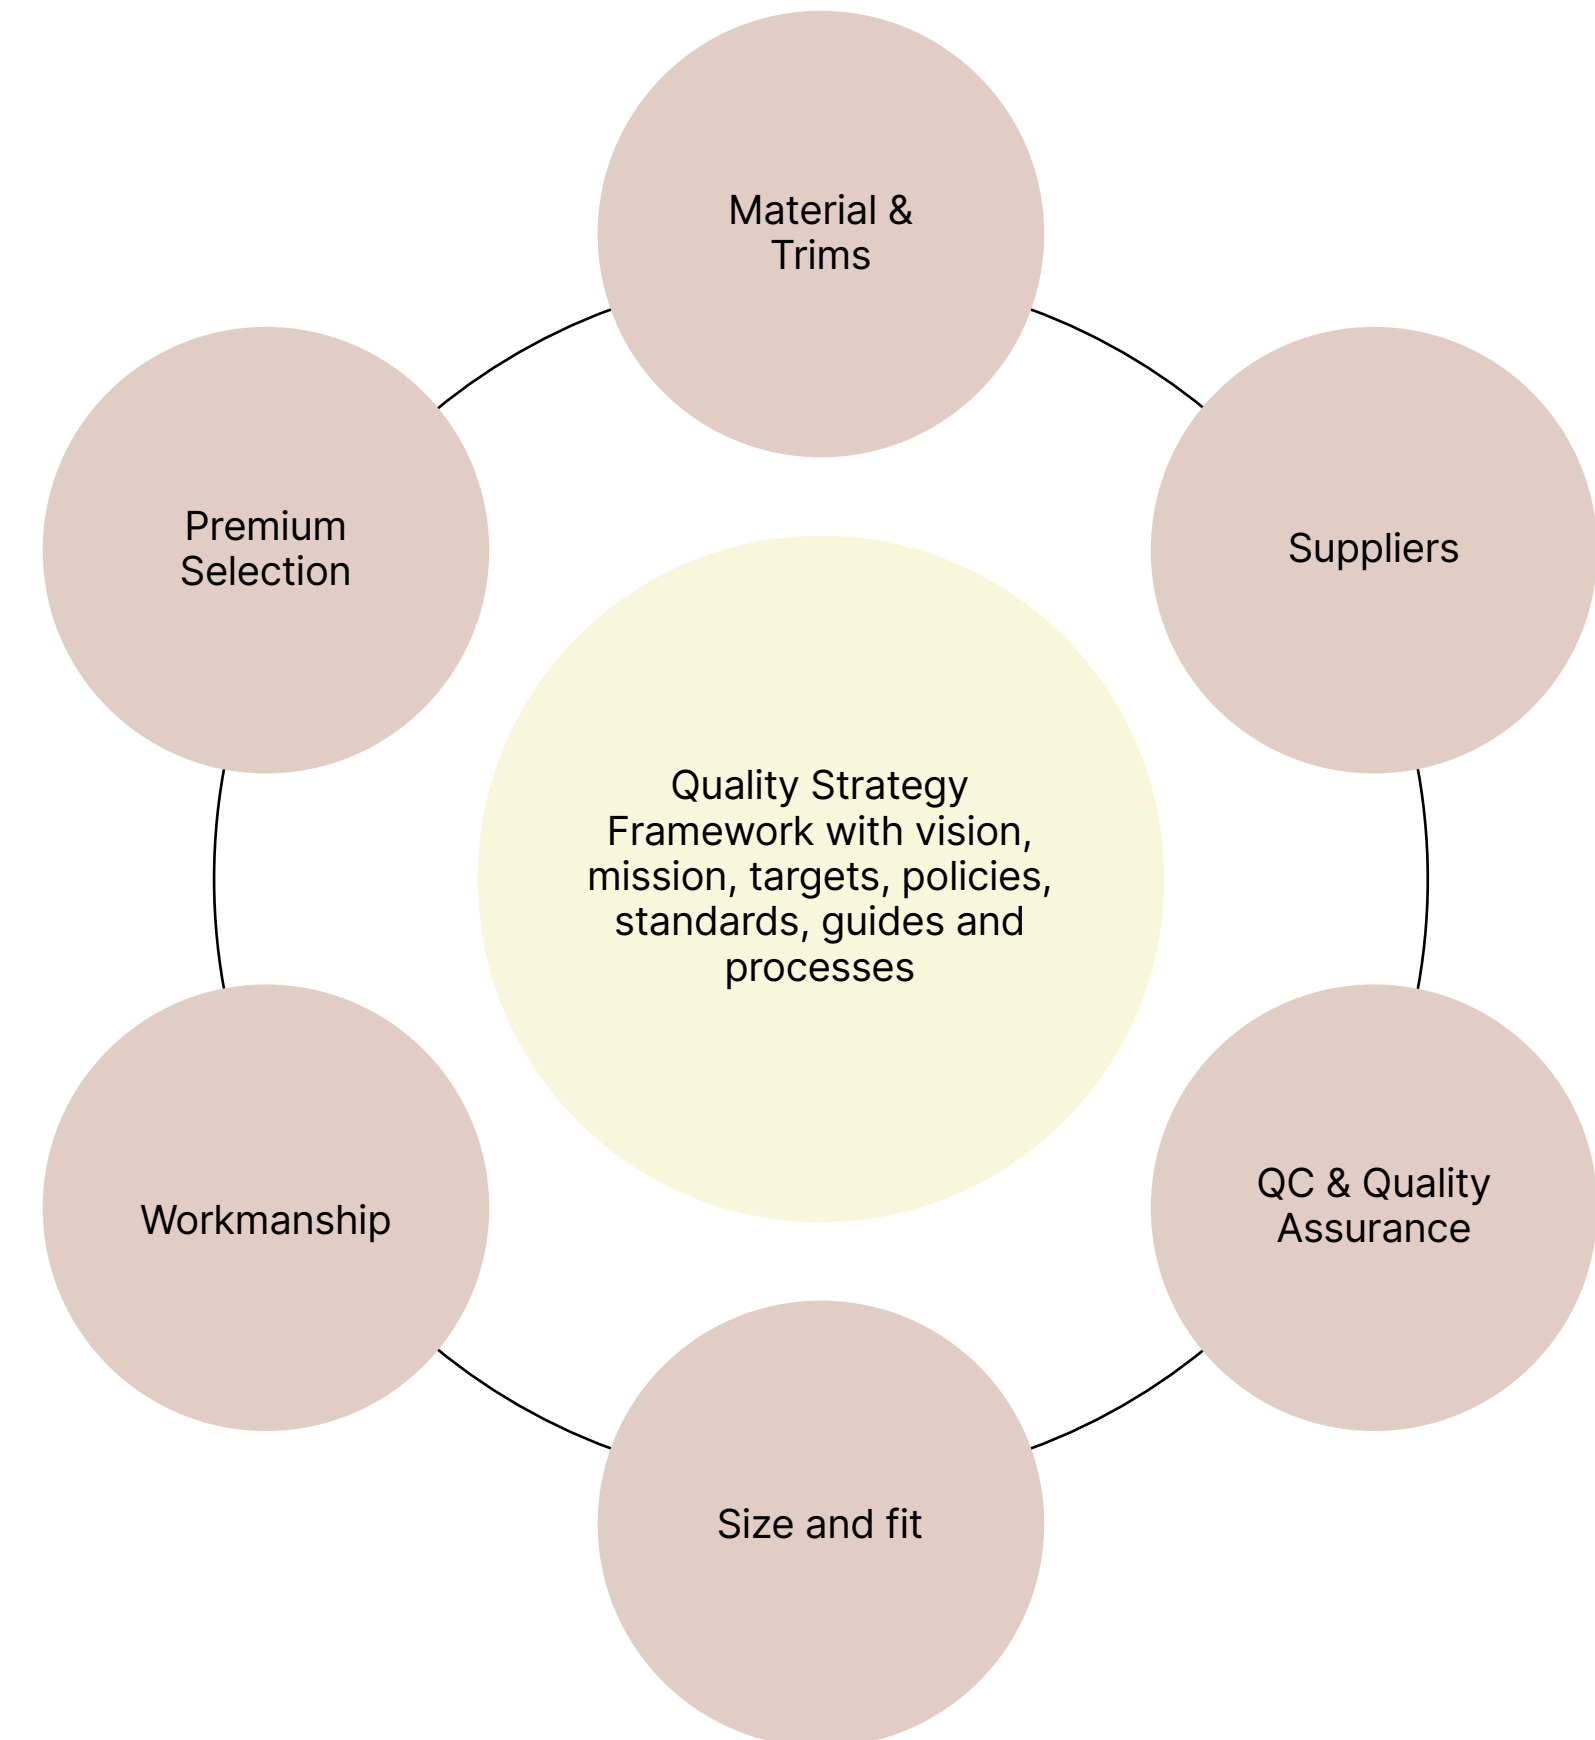 Material &
Trims
Premium
Selection
Suppliers
Quality Strategy
Framework with vision,
mission, targets, policies,
standards, guides and
processes
Workmanship
QC & Quality
Assurance
Size and fit